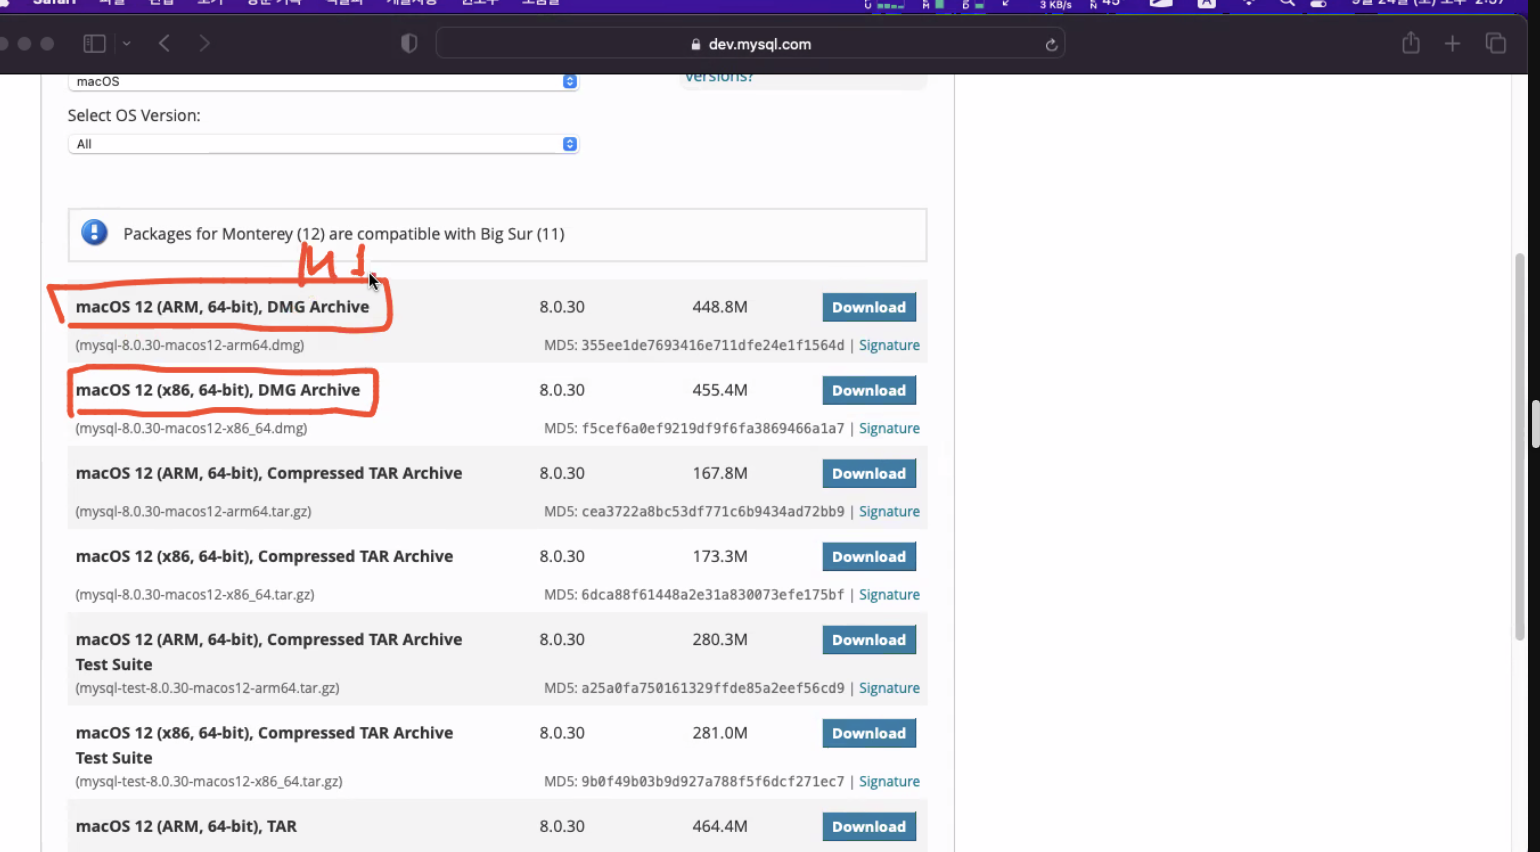 Safari
dev.mysql.com
3 KB/s
macOS
versions?
Select OS Version:
All
Packages for Monterey (12) are compatible with Big Sur (11)
M 1
macOS 12 (ARM, 64-bit), DMG Archive 8.0.30 448.8M Download
(mysql-8.0.30-macos12-arm64.dmg) MD5: 355ee1de7693416e711dfe24e1f1564d | Signature
macOS 12 (x86, 64-bit), DMG Archive 8.0.30 455.4M Download
(mysql-8.0.30-macos12-x86_64.dmg) MD5: f5cef6a0ef9219df9f6fa3869466a1a7 | Signature
macOS 12 (ARM, 64-bit), Compressed TAR Archive 8.0.30 167.8M Download
(mysql-8.0.30-macos12-arm64.tar.gz) MD5: cea3722a8bc53df771c6b9434ad72bb9 | Signature
macOS 12 (x86, 64-bit), Compressed TAR Archive 8.0.30 173.3M Download
(mysql-8.0.30-macos12-x86_64.tar.gz) MD5: 6dca88f61448a2e31a830073efe175bf | Signature
macOS 12 (ARM, 64-bit), Compressed TAR Archive 8.0.30 280.3M Download
Test Suite
(mysql-test-8.0.30-macos12-arm64.tar.gz) MD5: a25a0fa750161329ffde85a2eef56cd9 | Signature
macOS 12 (x86, 64-bit), Compressed TAR Archive 8.0.30 281.0M Download
Test Suite
(mysql-test-8.0.30-macos12-x86_64.tar.gz) MD5: 9b0f49b03b9d927a788f5f6dcf271ec7 | Signature
macOS 12 (ARM, 64-bit), TAR 8.0.30 464.4M Download